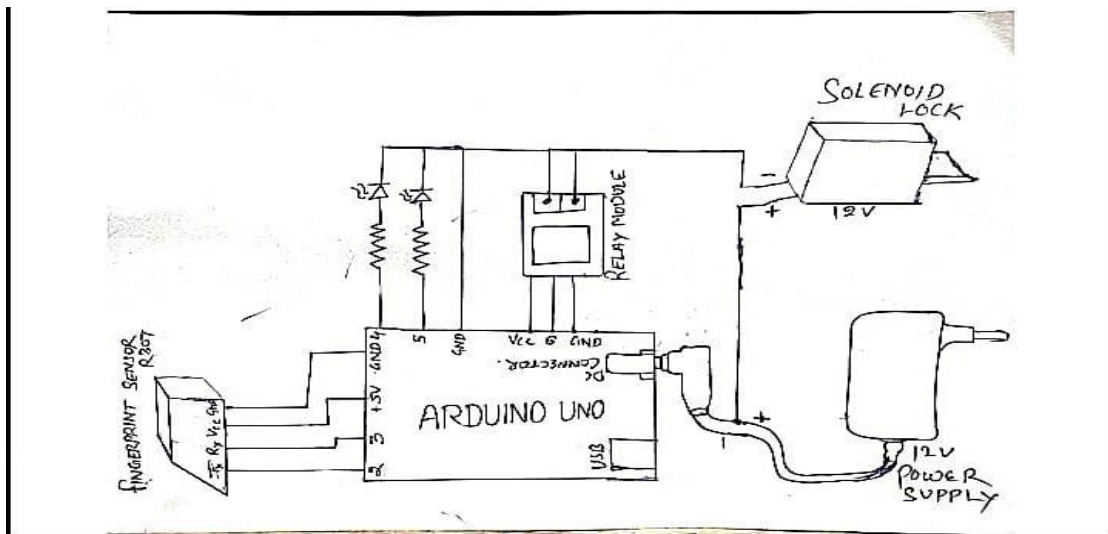 SOLENOID
LOCK
-
+
12V
RELAY MODULE
4
5
GND
VCC
6
GND
DC
CONNECTOR.
ARDUINO UNO
USB
GND
+5V
3
2
FINGERPRINT SENSOR
R307
GND
Vcc
Rx
Tx
+
-
12V
POWER
SUPPLY